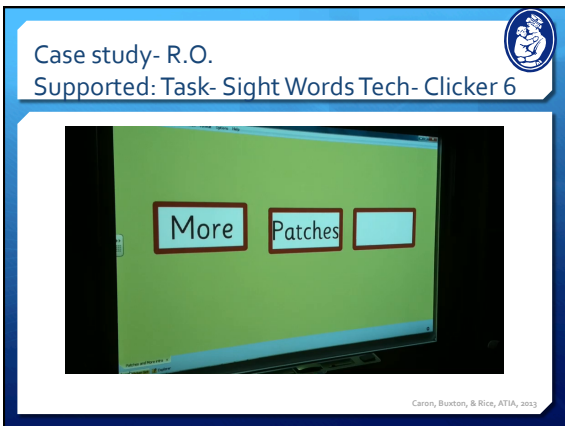 Case study- R.O.
Supported: Task- Sight Words Tech- Clicker 6
More Patches
Caron, Buxton, & Rice, ATIA, 2013